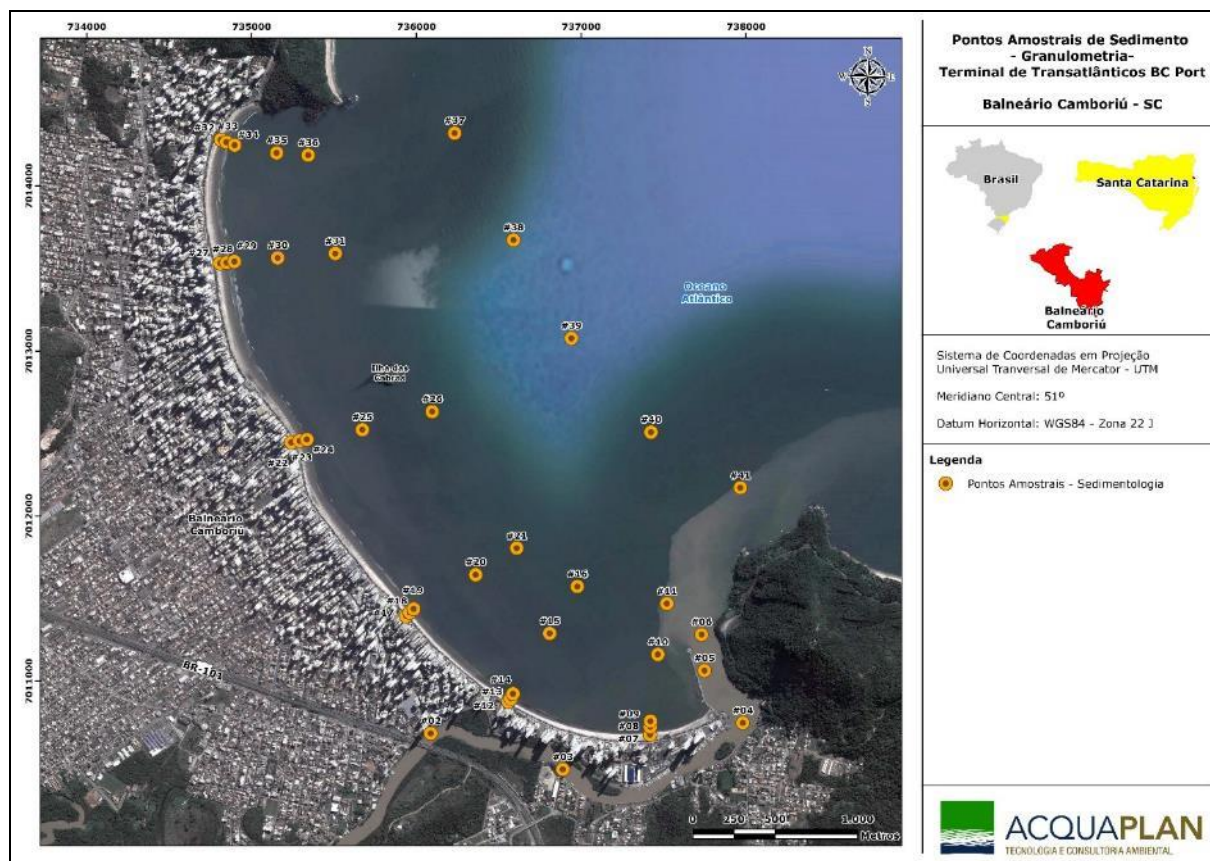 734000
735000
736000
737000
738000
7014000
7013000
7012000
7011000
N
W
E
S
#32
#33
#34
#35
#36
#37
#38
#27
#28
#29
#30
#31
Oceano
Atlântico
#39
Ilha das
Cabras
#26
#25
#40
#22
#23
#24
#41
Balneário
Camboriú
#21
#20
#16
#19
#18
#11
#15
#06
#10
#05
BR-101
#14
#13
#12
#02
#09
#08
#07
#04
#03
0
250
500
1.000
Metros
Pontos Amostrais de Sedimento
- Granulometria-
Terminal de Transatlânticos BC Port
Balneário Camboriú - SC
Brasil
Santa Catarina
Balneário
Camboriú
Sistema de Coordenadas em Projeção
Universal Tranversal de Mercator - UTM
Meridiano Central: 51º
Datum Horizontal: WGS84 - Zona 22 J
Legenda
Pontos Amostrais - Sedimentologia
ACQUAPLAN
TECNOLOGIA E CONSULTORIA AMBIENTAL